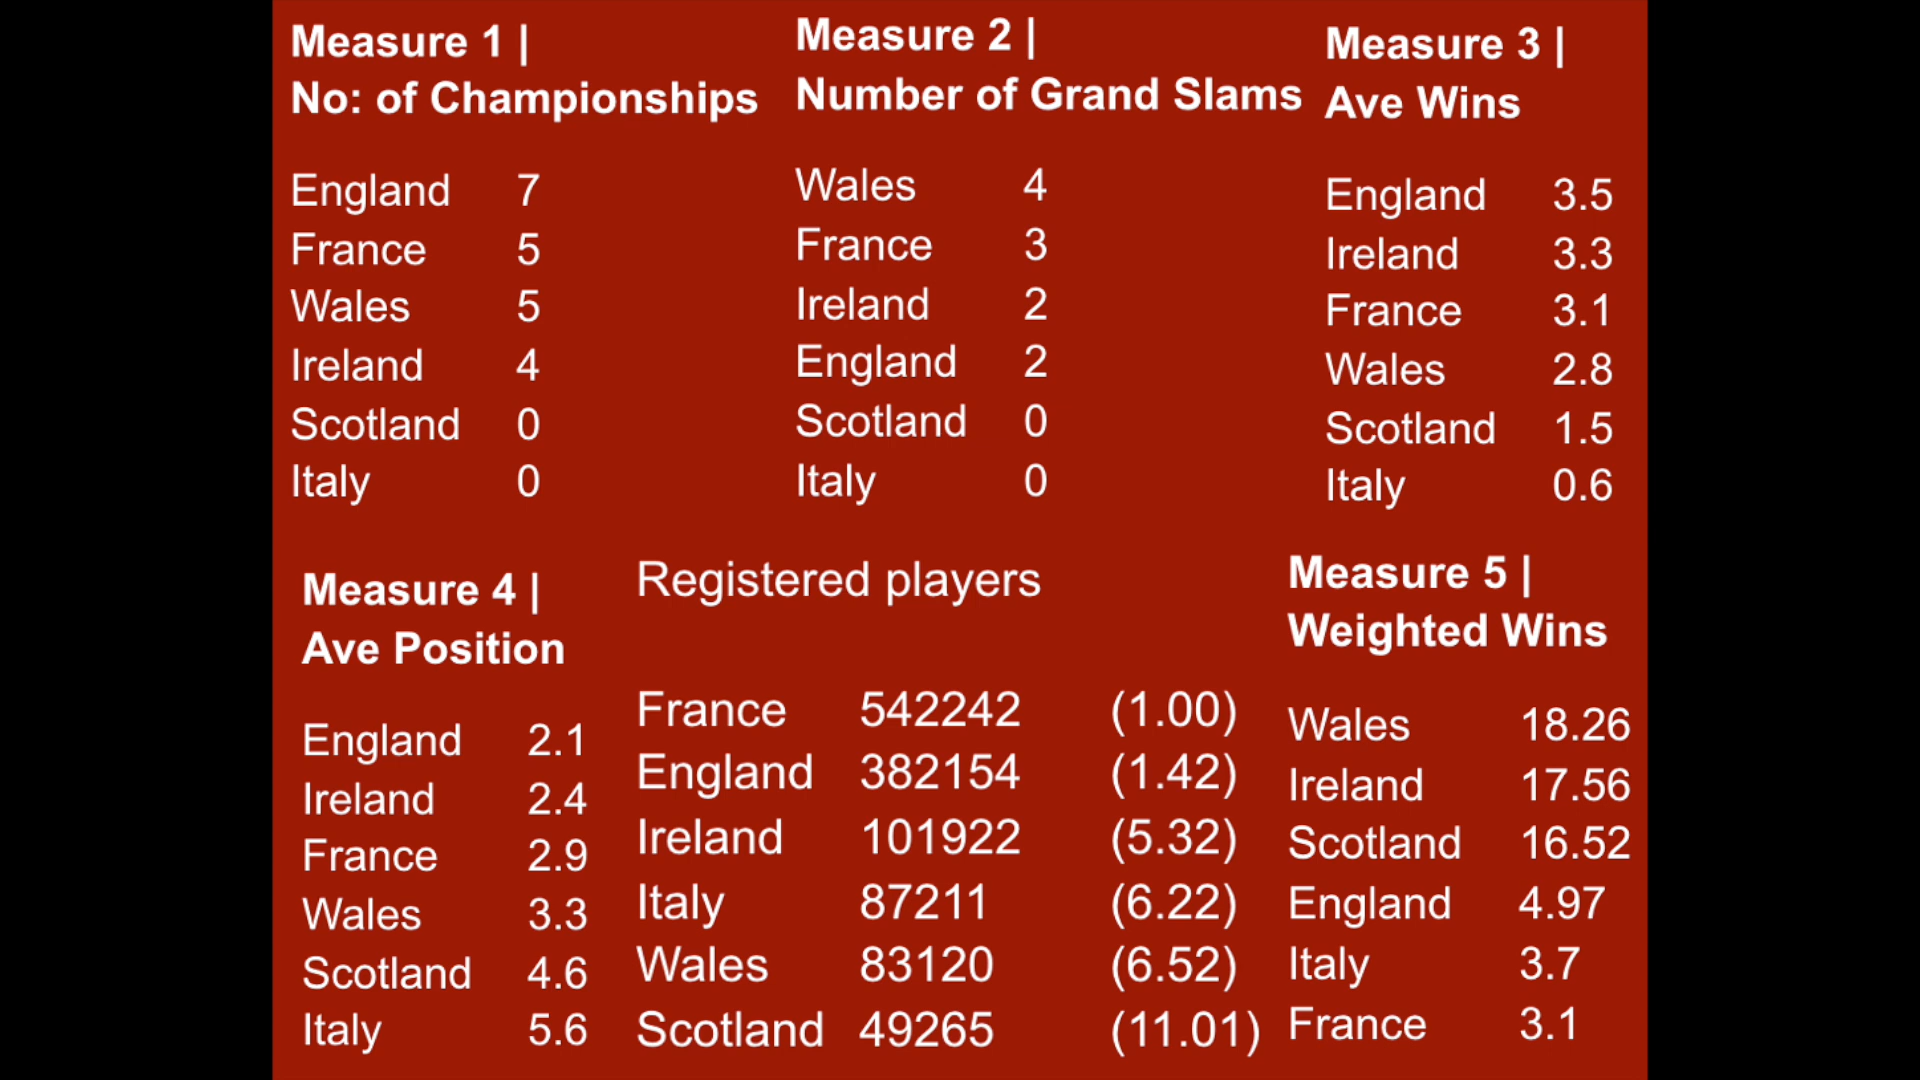 Measure 1 |
No: of Championships
England 7
France 5
Wales 5
Ireland 4
Scotland 0
Italy 0
Measure 2 |
Number of Grand Slams
Wales 4
France 3
Ireland 2
England 2
Scotland 0
Italy 0
Measure 3 |
Ave Wins
England 3.5
Ireland 3.3
France 3.1
Wales 2.8
Scotland 1.5
Italy 0.6
Measure 4 |
Ave Position
England 2.1
Ireland 2.4
France 2.9
Wales 3.3
Scotland 4.6
Italy 5.6
Registered players
France 542242 (1.00)
England 382154 (1.42)
Ireland 101922 (5.32)
Italy 87211 (6.22)
Wales 83120 (6.52)
Scotland 49265 (11.01)
Measure 5 |
Weighted Wins
Wales 18.26
Ireland 17.56
Scotland 16.52
England 4.97
Italy 3.7
France 3.1